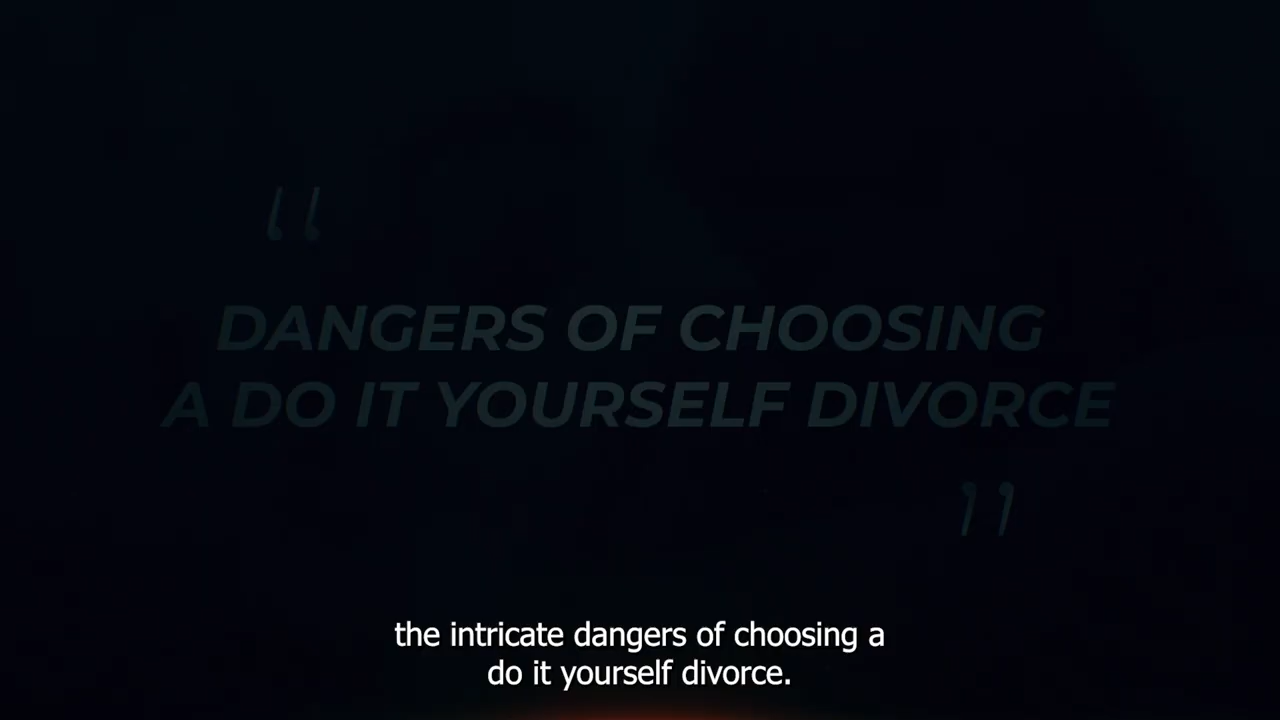 “
DANGERS OF CHOOSING
A DO IT YOURSELF DIVORCE
”
the intricate dangers of choosing a
do it yourself divorce.